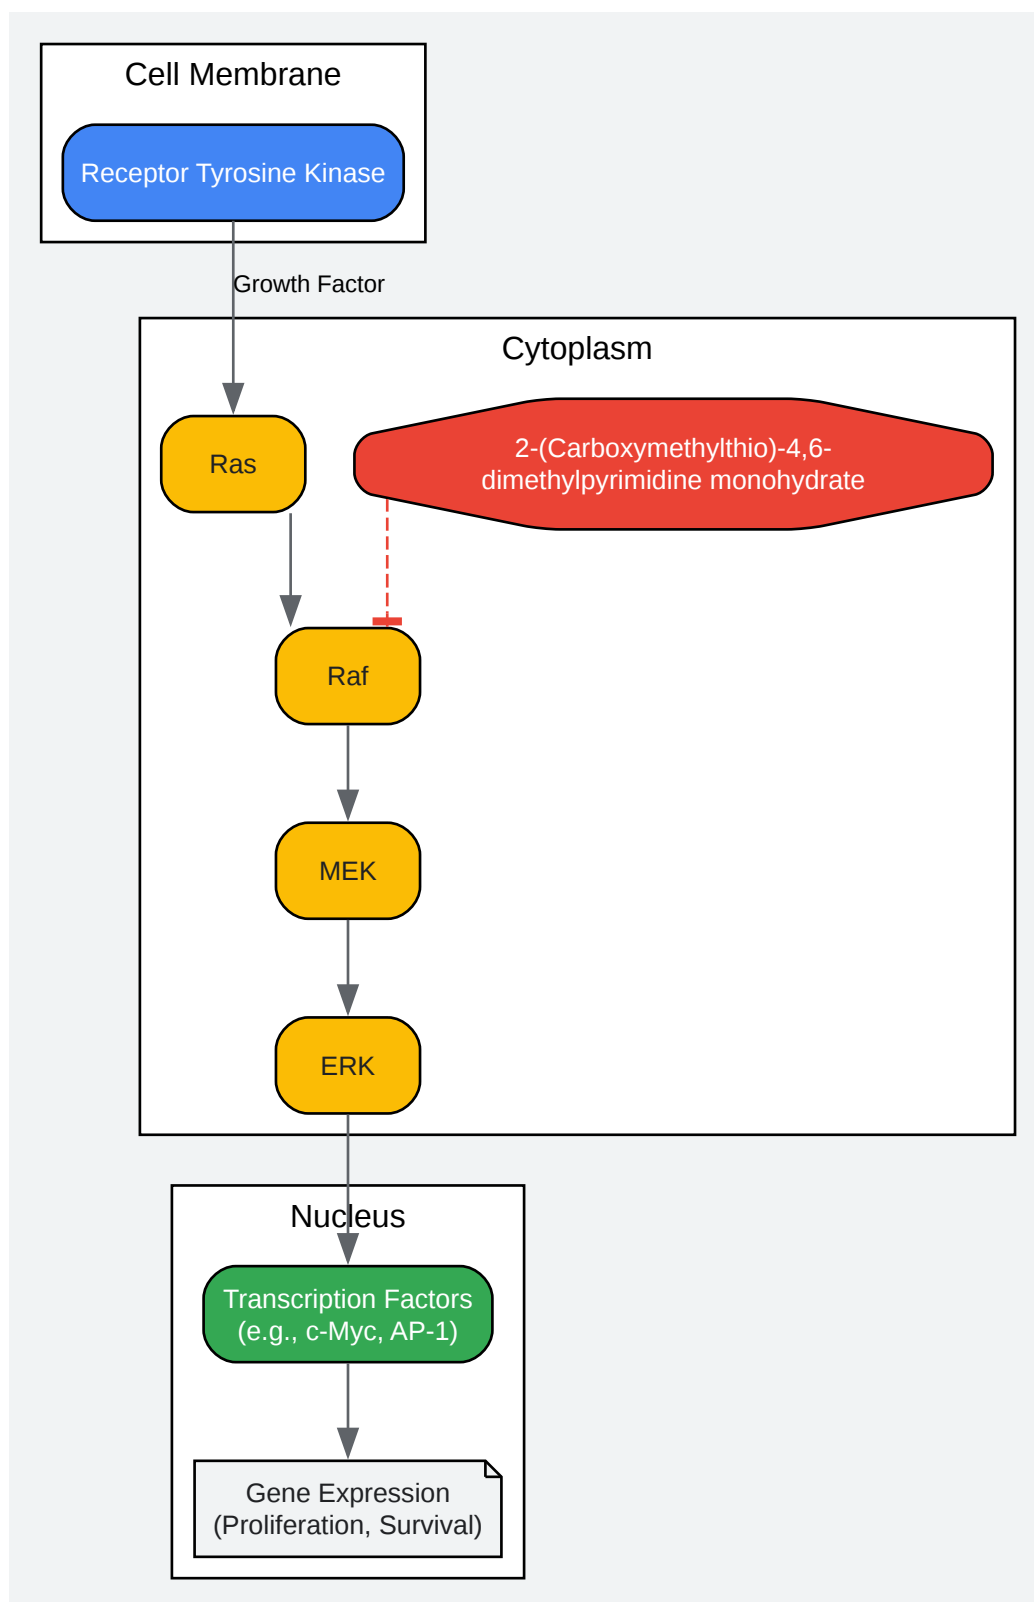 Cell Membrane
Receptor Tyrosine Kinase
Growth Factor
Cytoplasm
Ras
2-(Carboxymethylthio)-4,6-
dimethylpyrimidine monohydrate
Raf
MEK
ERK
Nucleus
Transcription Factors
(e.g., c-Myc, AP-1)
Gene Expression
(Proliferation, Survival)